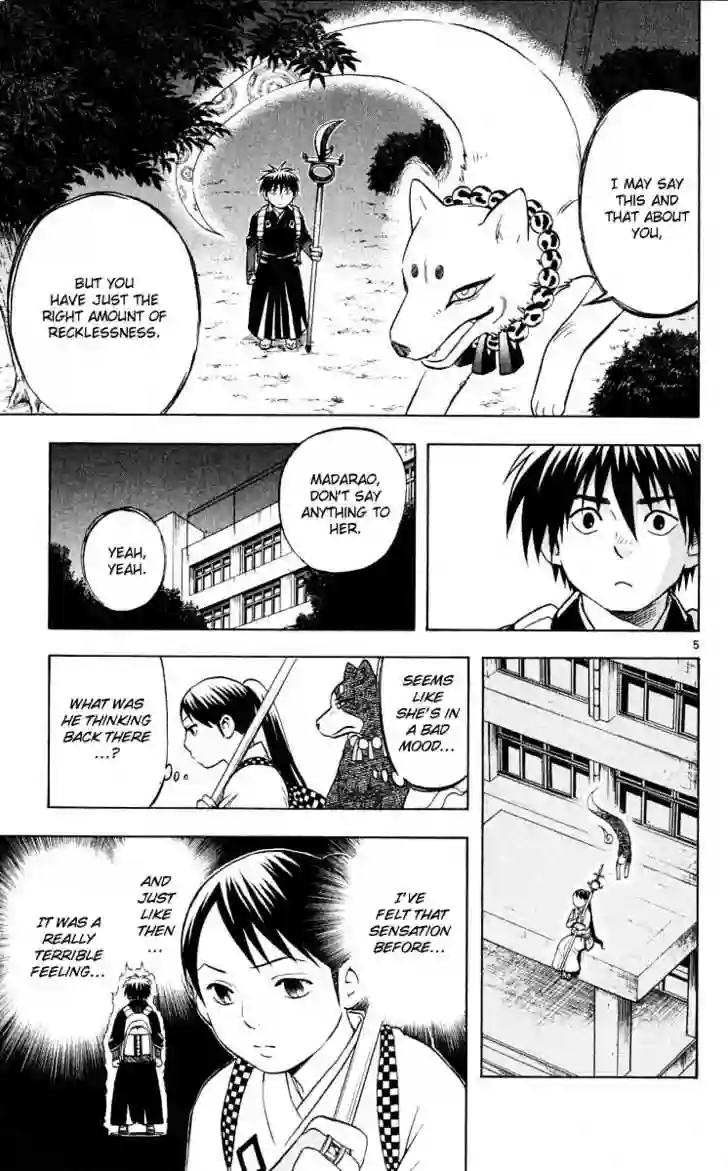 I MAY SAY
THIS AND
THAT ABOUT
YOU,
BUT YOU
HAVE JUST THE
RIGHT AMOUNT OF
RECKLESSNESS.
MADARAO,
DON'T SAY
ANYTHING TO
HER.
YEAH,
YEAH.
5
SEEMS
LIKE
SHE'S IN
A BAD
MOOD...
WHAT WAS
HE THINKING
BACK THERE
...?
I'VE
FELT THAT
SENSATION
BEFORE...
AND
JUST
LIKE
THEN
...
IT WAS A
REALLY
TERRIBLE
FEELING...